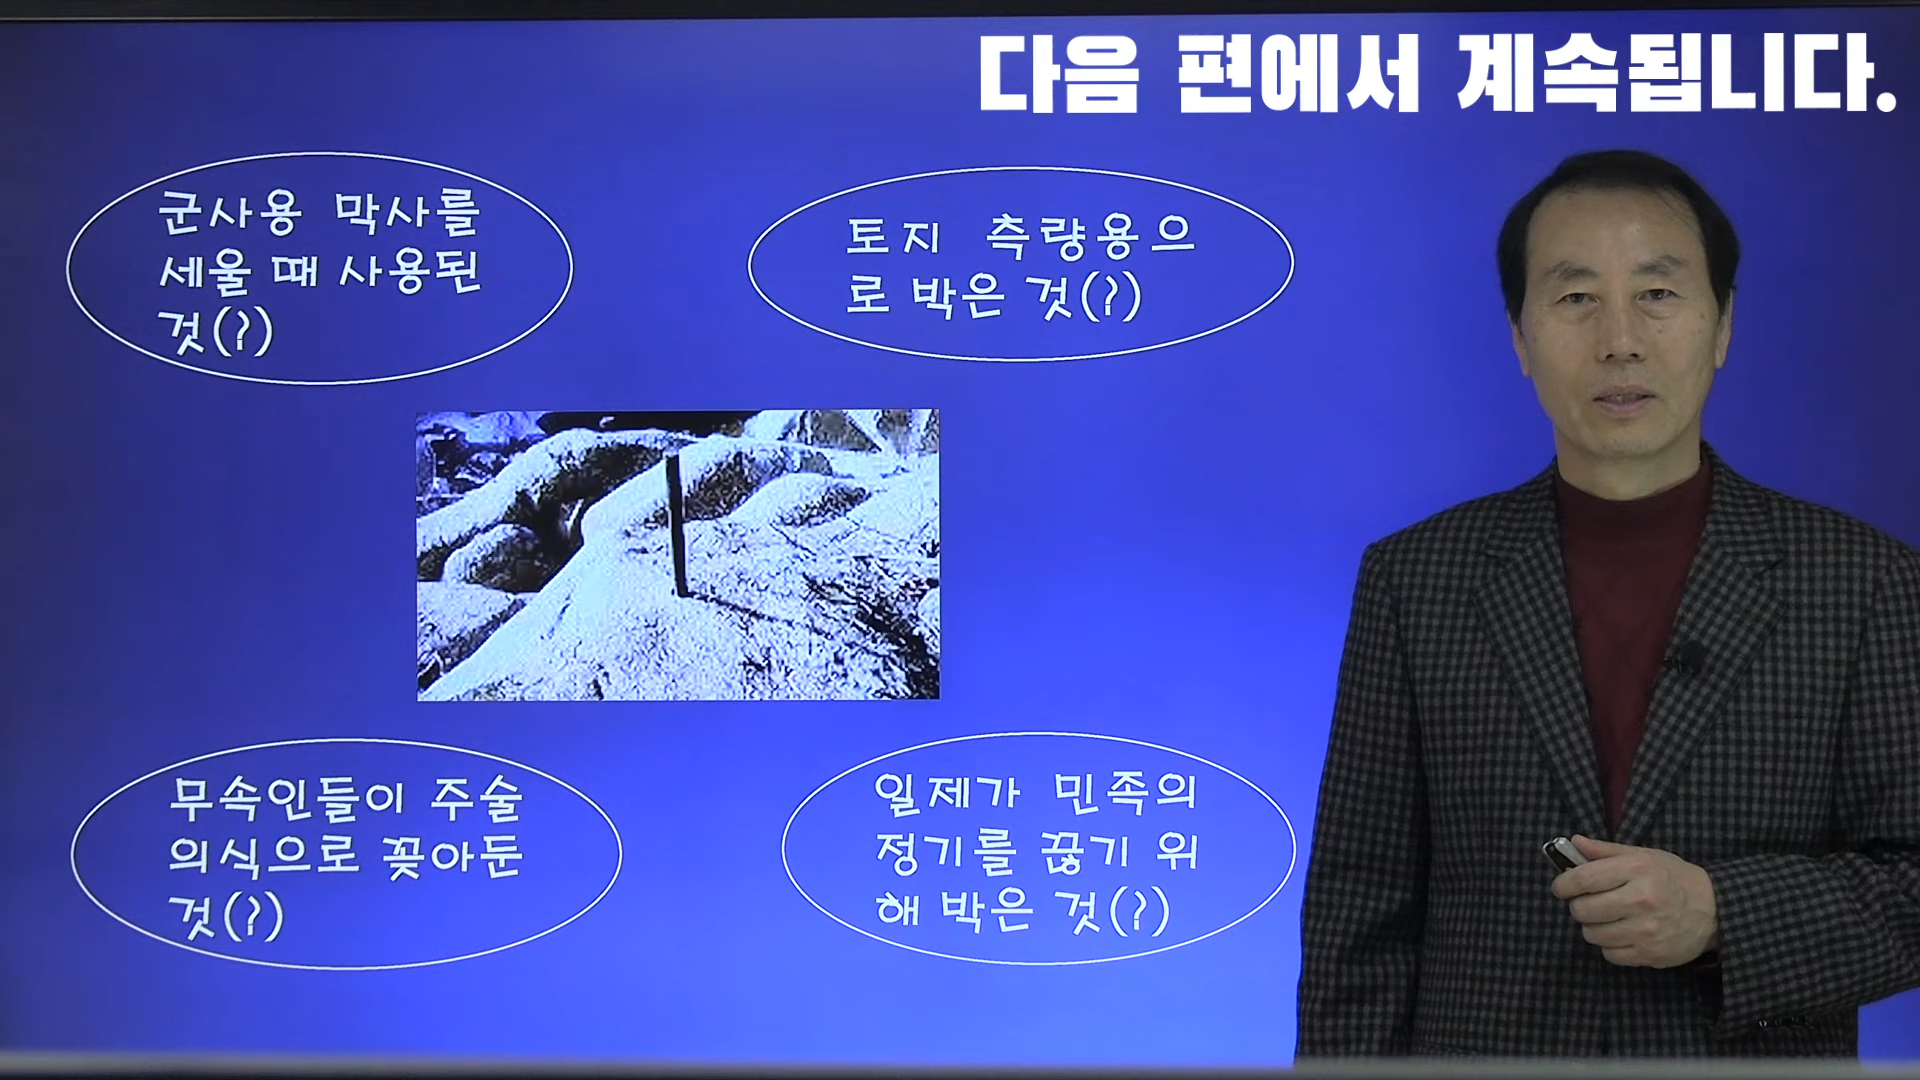 다음 편에서 계속됩니다.
군사용 막사를
세울 때 사용된
것(?)
토지 측량용으
로 박은 것(?)
무속인들이 주술
의식으로 꽂아둔
것(?)
일제가 민족의
정기를 끊기 위
해 박은 것(?)